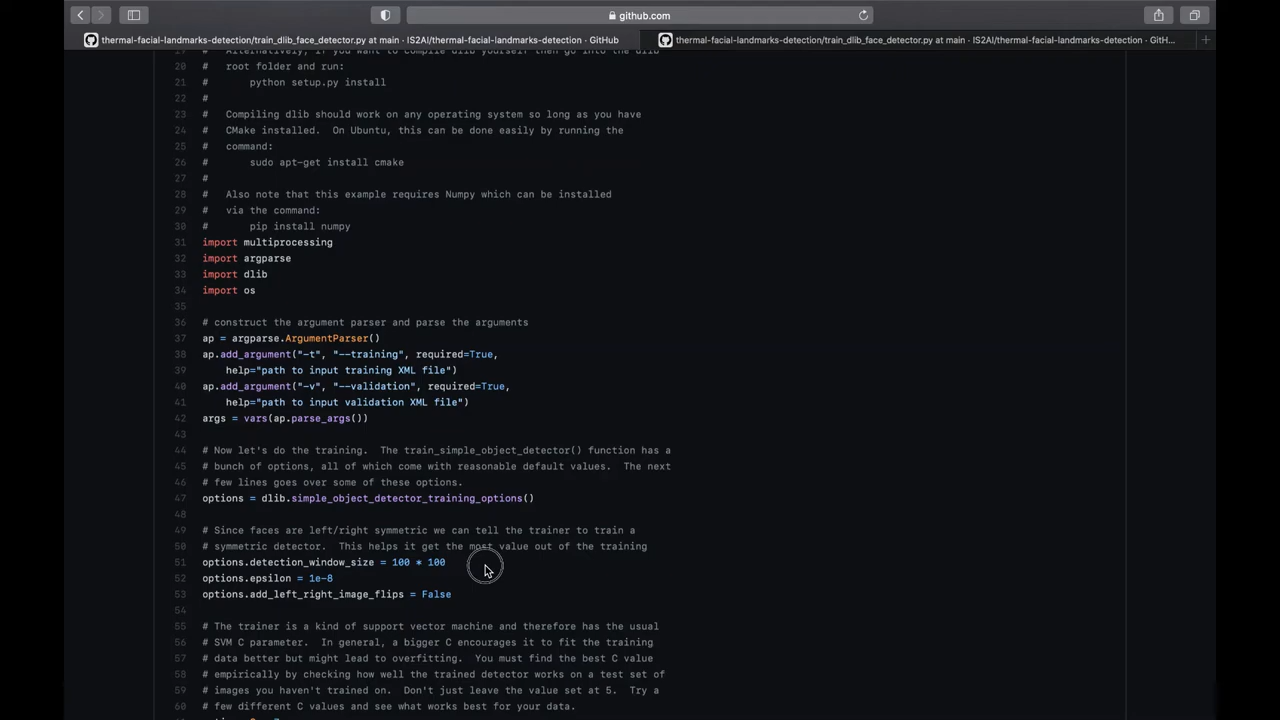 github.com
thermal-facial-landmarks-detection/train_dlib_face_detector.py at main · IS2AI/thermal-facial-landmarks-detection · GitHub
thermal-facial-landmarks-detection/train_dlib_face_detector.py at main · IS2AI/thermal-facial-landmarks-detection · GitH...
19 # Alternatively, if you want to compile dlib yourself then go into the dlib
20 # root folder and run:
21 # python setup.py install
22 #
23 # Compiling dlib should work on any operating system so long as you have
24 # CMake installed. On Ubuntu, this can be done easily by running the
25 # command:
26 # sudo apt-get install cmake
27 #
28 # Also note that this example requires Numpy which can be installed
29 # via the command:
30 # pip install numpy
31 import multiprocessing
32 import argparse
33 import dlib
34 import os
35
36 # construct the argument parser and parse the arguments
37 ap = argparse.ArgumentParser()
38 ap.add_argument("-t", "--training", required=True,
39 help="path to input training XML file")
40 ap.add_argument("-v", "--validation", required=True,
41 help="path to input validation XML file")
42 args = vars(ap.parse_args())
43
44 # Now let's do the training. The train_simple_object_detector() function has a
45 # bunch of options, all of which come with reasonable default values. The next
46 # few lines goes over some of these options.
47 options = dlib.simple_object_detector_training_options()
48
49 # Since faces are left/right symmetric we can tell the trainer to train a
50 # symmetric detector. This helps it get the most value out of the training
51 options.detection_window_size = 100 * 100
52 options.epsilon = 1e-8
53 options.add_left_right_image_flips = False
54
55 # The trainer is a kind of support vector machine and therefore has the usual
56 # SVM C parameter. In general, a bigger C encourages it to fit the training
57 # data better but might lead to overfitting. You must find the best C value
58 # empirically by checking how well the trained detector works on a test set of
59 # images you haven't trained on. Don't just leave the value set at 5. Try a
60 # few different C values and see what works best for your data.